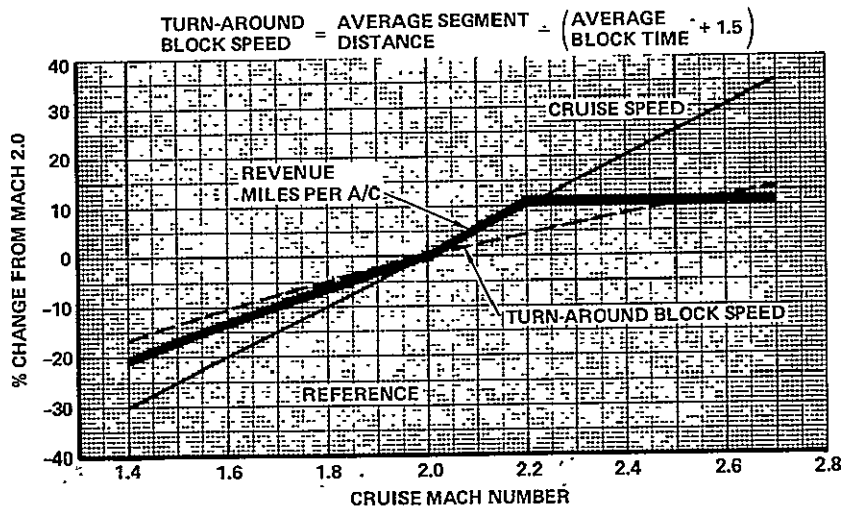 TURN-AROUND BLOCK SPEED = AVERAGE SEGMENT DISTANCE ÷ (AVERAGE BLOCK TIME + 1.5)
% CHANGE FROM MACH 2.0
40
30
20
10
0
-10
-20
-30
-40
CRUISE SPEED
REVENUE
MILES PER A/C
TURN-AROUND BLOCK SPEED
REFERENCE
1.4 1.6 1.8 2.0 2.2 2.4 2.6 2.8
CRUISE MACH NUMBER